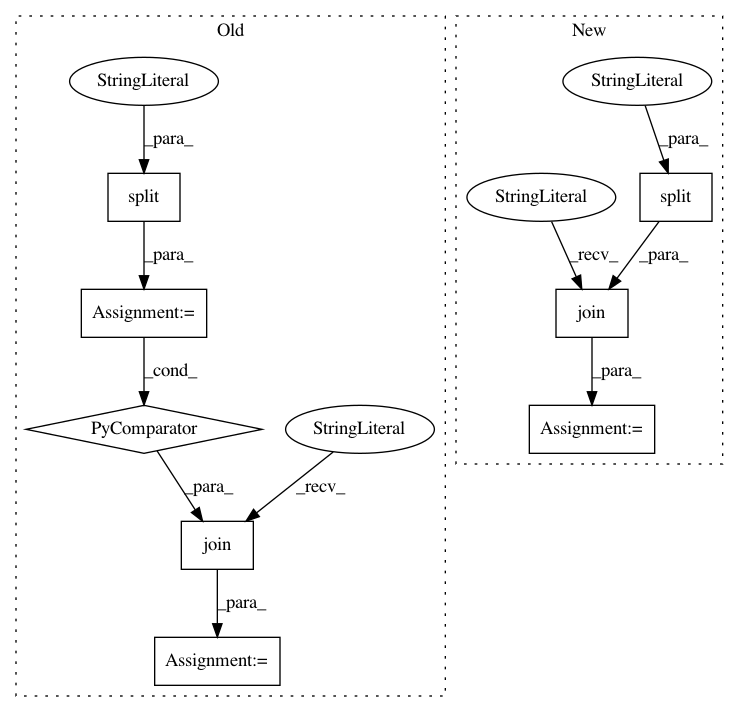 Old
StringLiteral
_para_
split
_para_
Assignment:=
_cond_
PyComparator
StringLiteral
_para_
_recv_
join
_para_
Assignment:=
New
StringLiteral
_para_
StringLiteral
split
_recv_
_para_
join
_para_
Assignment:=